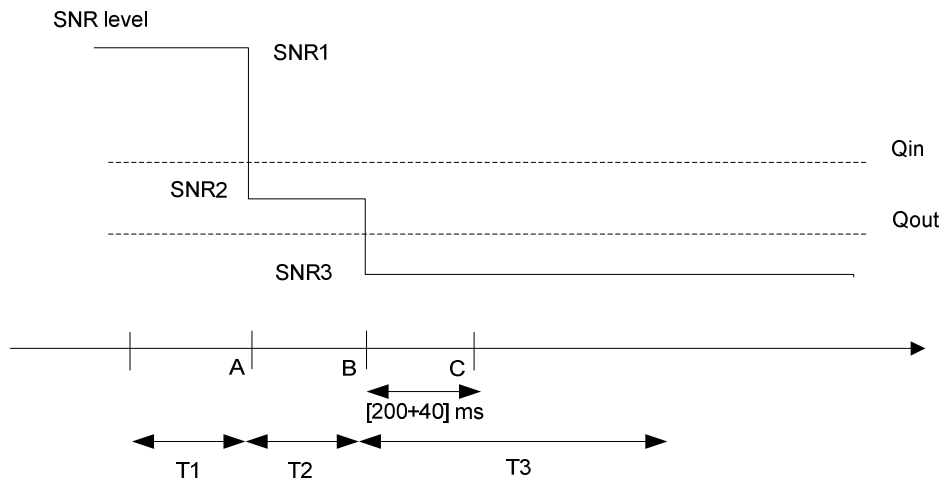 SNR level
SNR1
Qin
SNR2
Qout
SNR3
A
B
C
[200+40] ms
T1
T2
T3